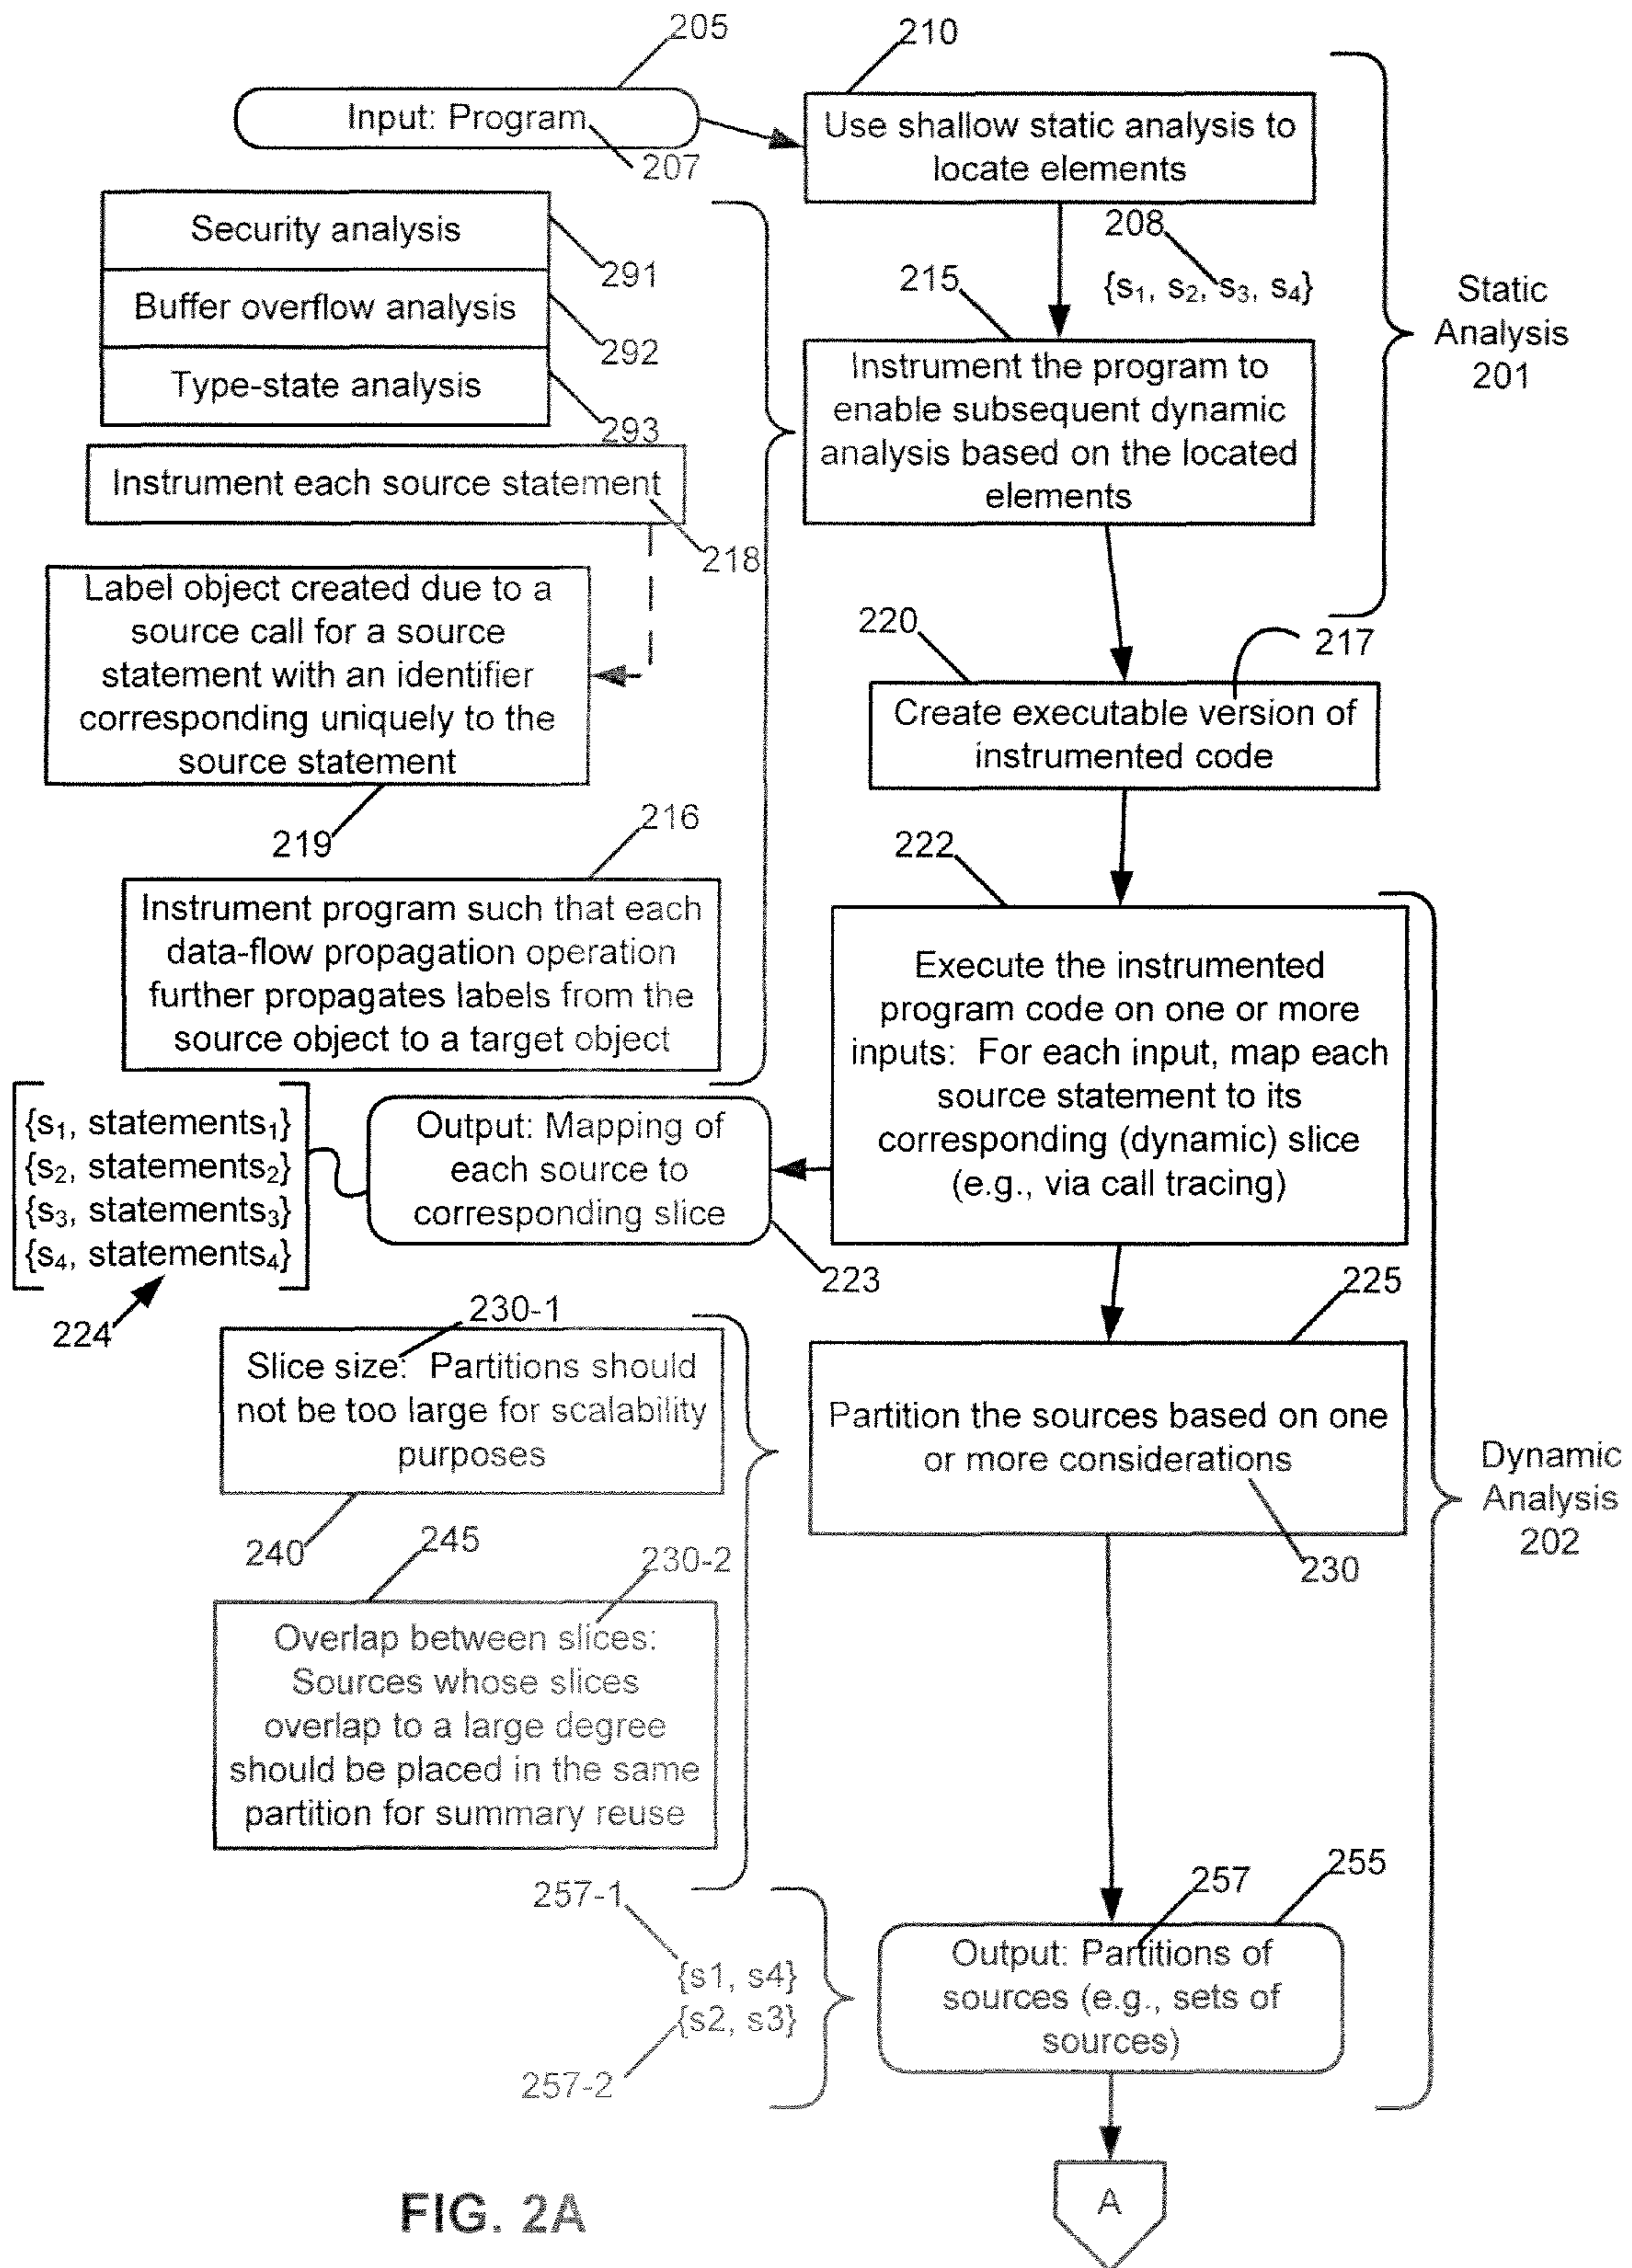 205
210
Input: Program
207
Use shallow static analysis to
locate elements
208
{s1, s2, s3, s4}
Security analysis
291
Buffer overflow analysis
292
Type-state analysis
293
215
Instrument the program to
enable subsequent dynamic
analysis based on the located
elements
Static
Analysis
201
Instrument each source statement
218
Label object created due to a
source call for a source
statement with an identifier
corresponding uniquely to the
source statement
219
220
217
Create executable version of
instrumented code
216
Instrument program such that each
data-flow propagation operation
further propagates labels from the
source object to a target object
222
Execute the instrumented
program code on one or more
inputs: For each input, map each
source statement to its
corresponding (dynamic) slice
(e.g., via call tracing)
{s1, statements1}
{s2, statements2}
{s3, statements3}
{s4, statements4}
224
Output: Mapping of
each source to
corresponding slice
223
225
230-1
Slice size: Partitions should
not be too large for scalability
purposes
240
Partition the sources based on one
or more considerations
230
Dynamic
Analysis
202
245
230-2
Overlap between slices:
Sources whose slices
overlap to a large degree
should be placed in the same
partition for summary reuse
257-1
{s1, s4}
{s2, s3}
257-2
257
255
Output: Partitions of
sources (e.g., sets of
sources)
A
FIG. 2A